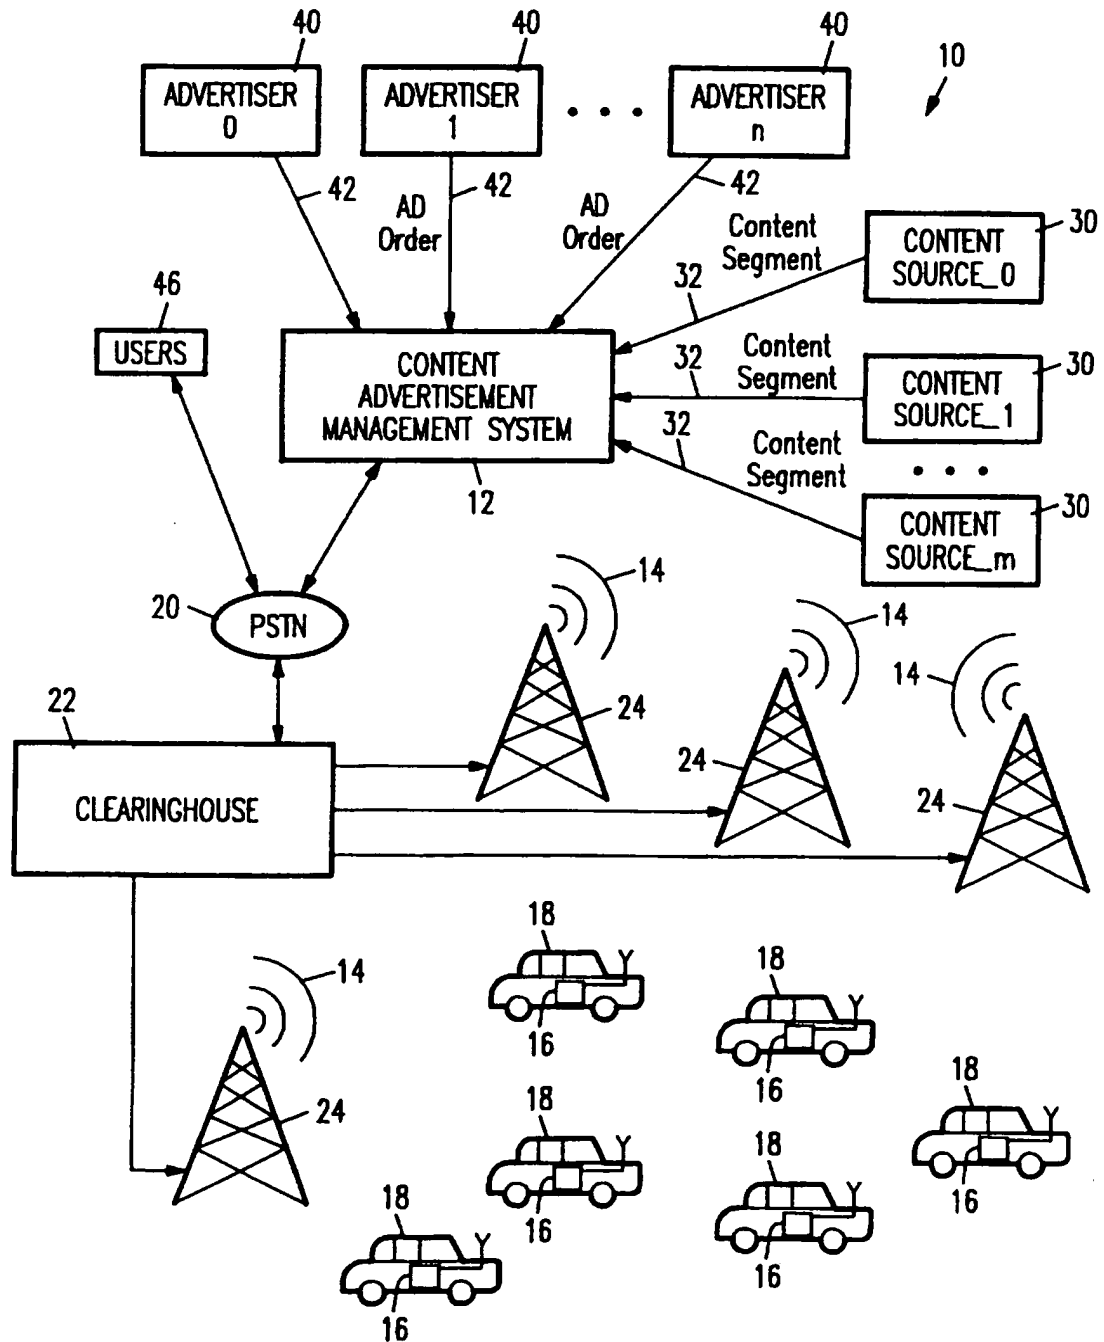 40
40
40
10
ADVERTISER
0
ADVERTISER
1
• • •
ADVERTISER
n
42
AD
Order
42
AD
Order
42
Content
Segment
32
CONTENT
SOURCE_0
30
46
USERS
CONTENT
ADVERTISEMENT
MANAGEMENT SYSTEM
12
Content
Segment
32
CONTENT
SOURCE_1
30
Content
Segment
32
• • •
CONTENT
SOURCE_m
30
20
PSTN
14
14
14
22
CLEARINGHOUSE
24
24
24
14
24
18
16
18
16
18
16
18
16
18
16
18
16